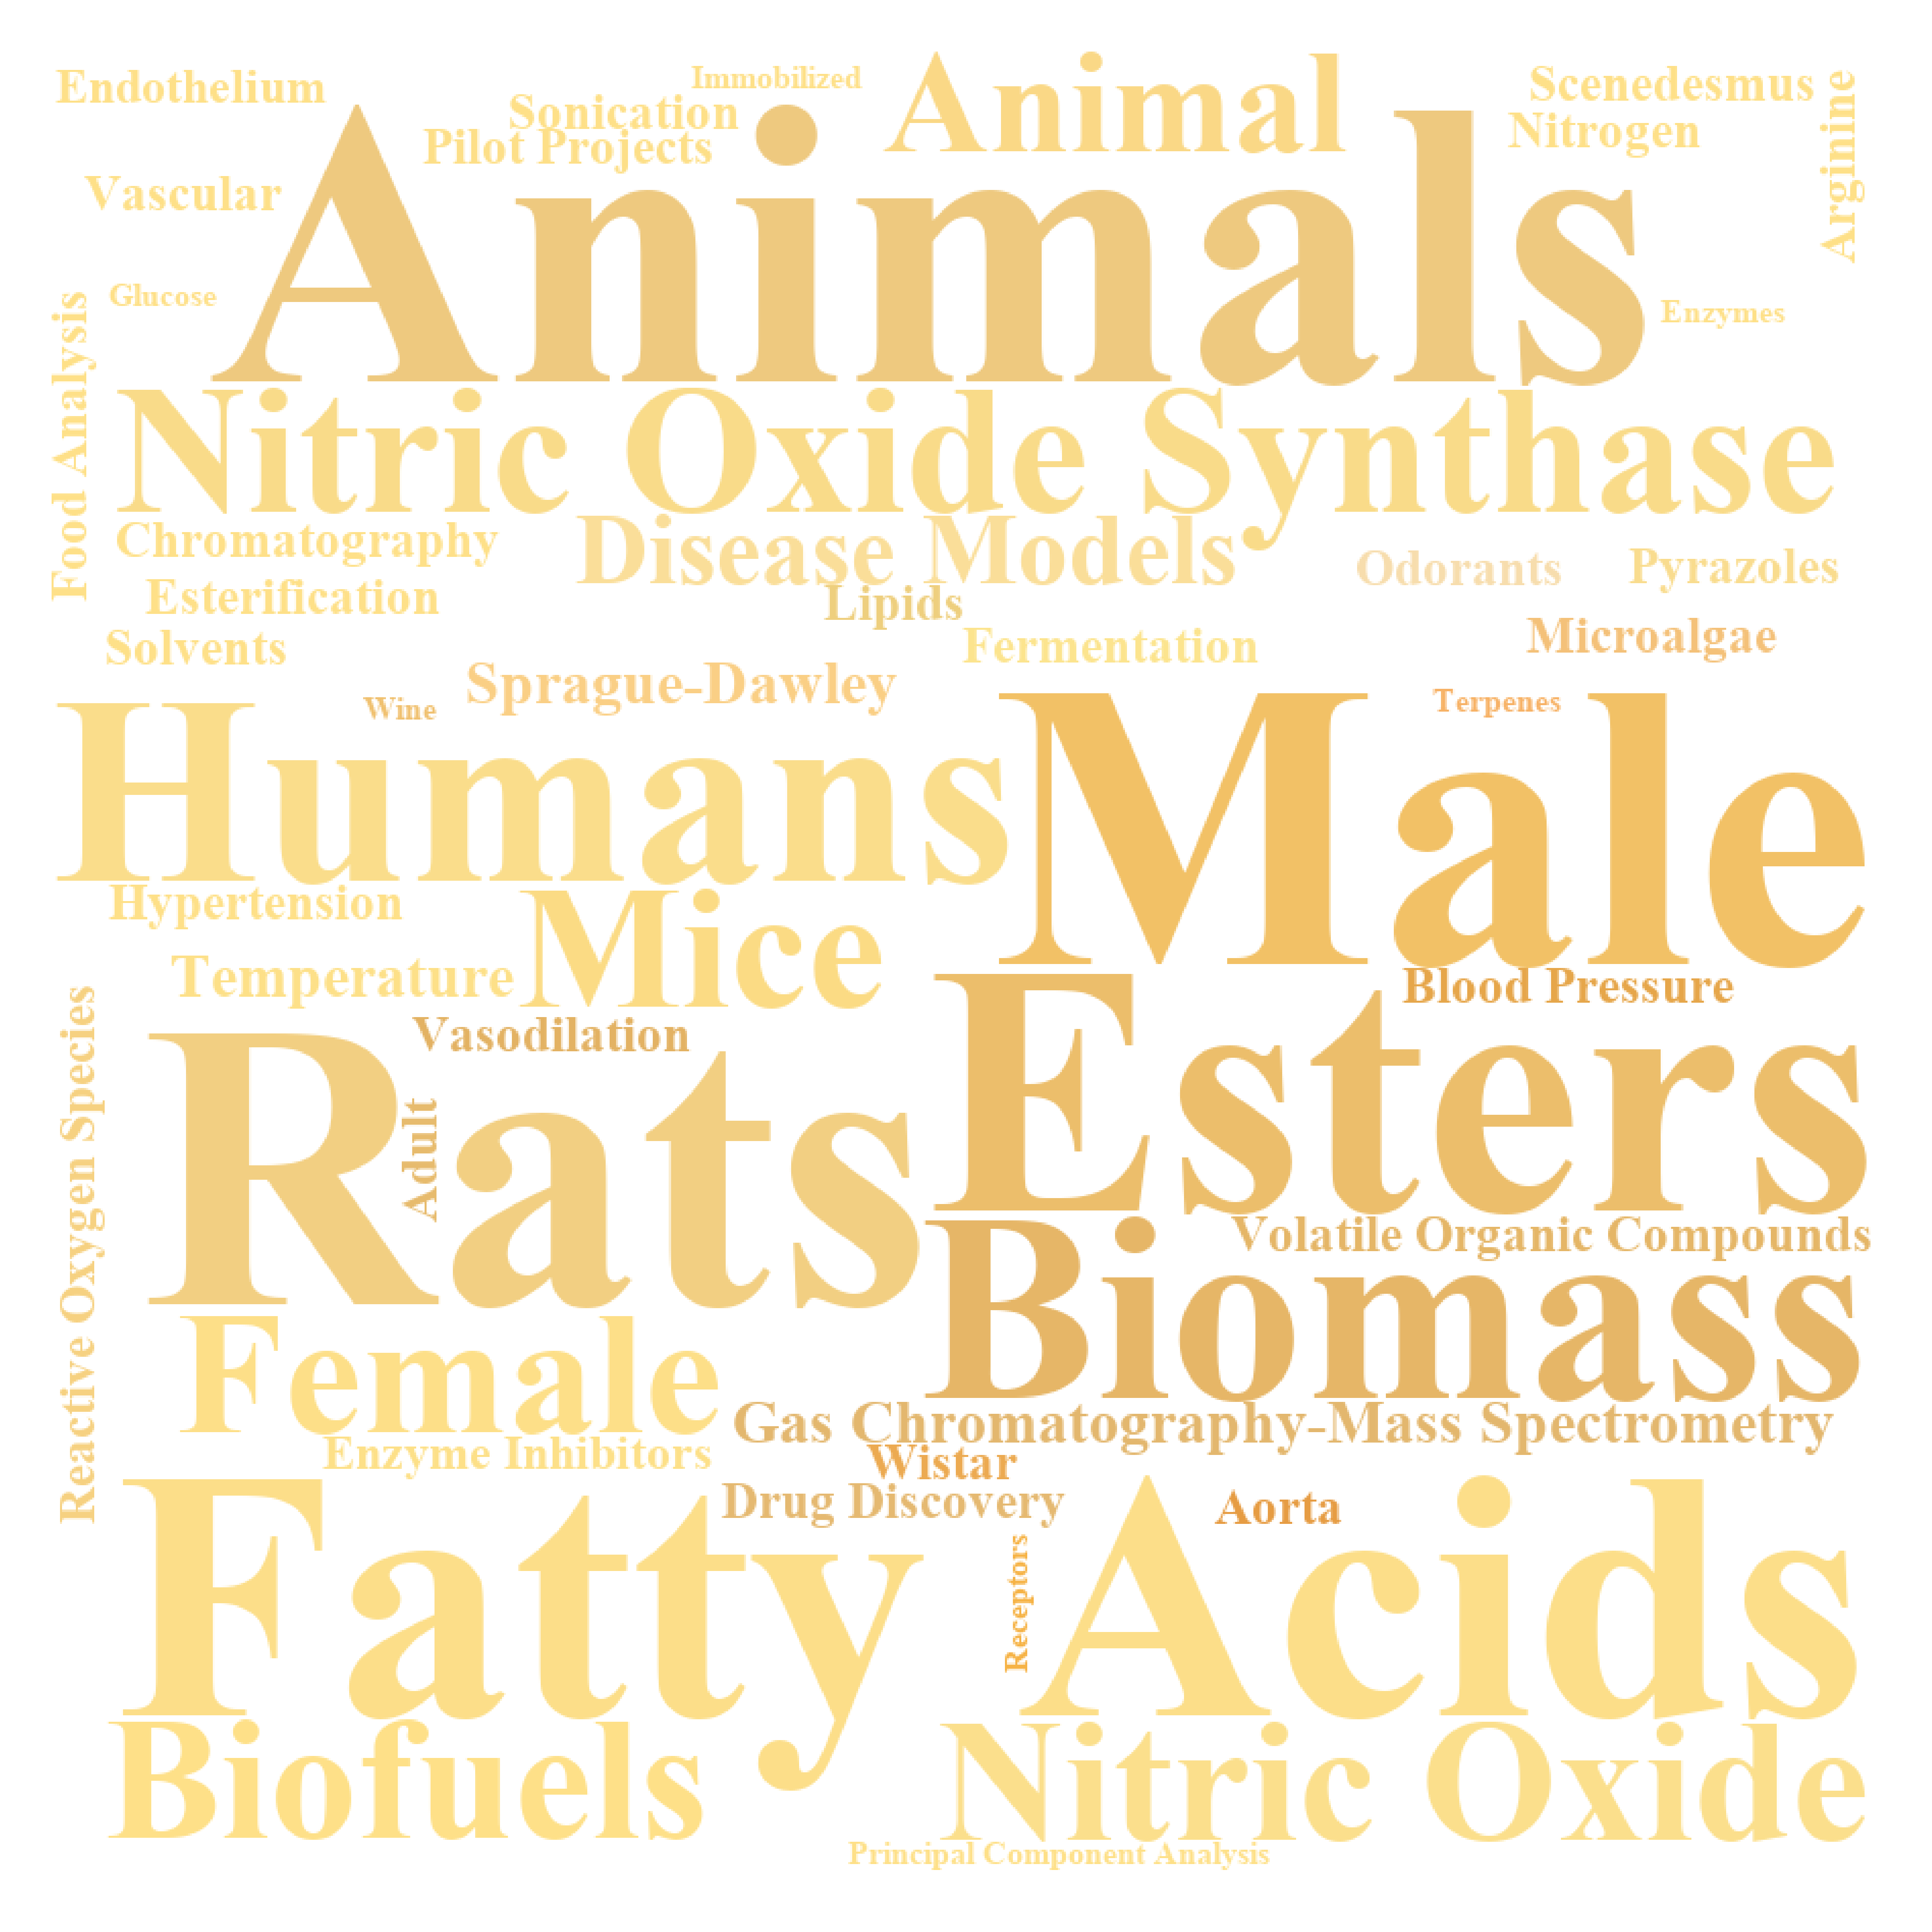 Immobilized
Animal
Endothelium
Scenedesmus
Sonication
Pilot Projects
Nitrogen
Arginine
Vascular
Animals
Glucose
Enzymes
Food Analysis
Nitric Oxide Synthase
Chromatography
Disease Models
Odorants
Pyrazoles
Esterification
Lipids
Solvents
Fermentation
Microalgae
Sprague-Dawley
Wine
Terpenes
Humans
Male
Hypertension
Mice
Temperature
Blood Pressure
Vasodilation
Esters
Rats
Adult
Reactive Oxygen Species
Volatile Organic Compounds
Biomass
Female
Gas Chromatography-Mass Spectrometry
Enzyme Inhibitors
Wistar
Drug Discovery
Aorta
Receptors
Fatty Acids
Biofuels
Nitric Oxide
Principal Component Analysis